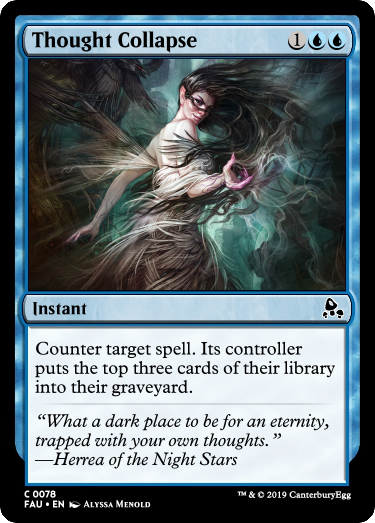 Thought Collapse 1
Instant
Counter target spell. Its controller
puts the top three cards of their library
into their graveyard.
“What a dark place to be for an eternity,
trapped with your own thoughts.”
—Herrea of the Night Stars
C 0078
FAU • EN Alyssa Menold
™ & © 2019 CanterburyEgg